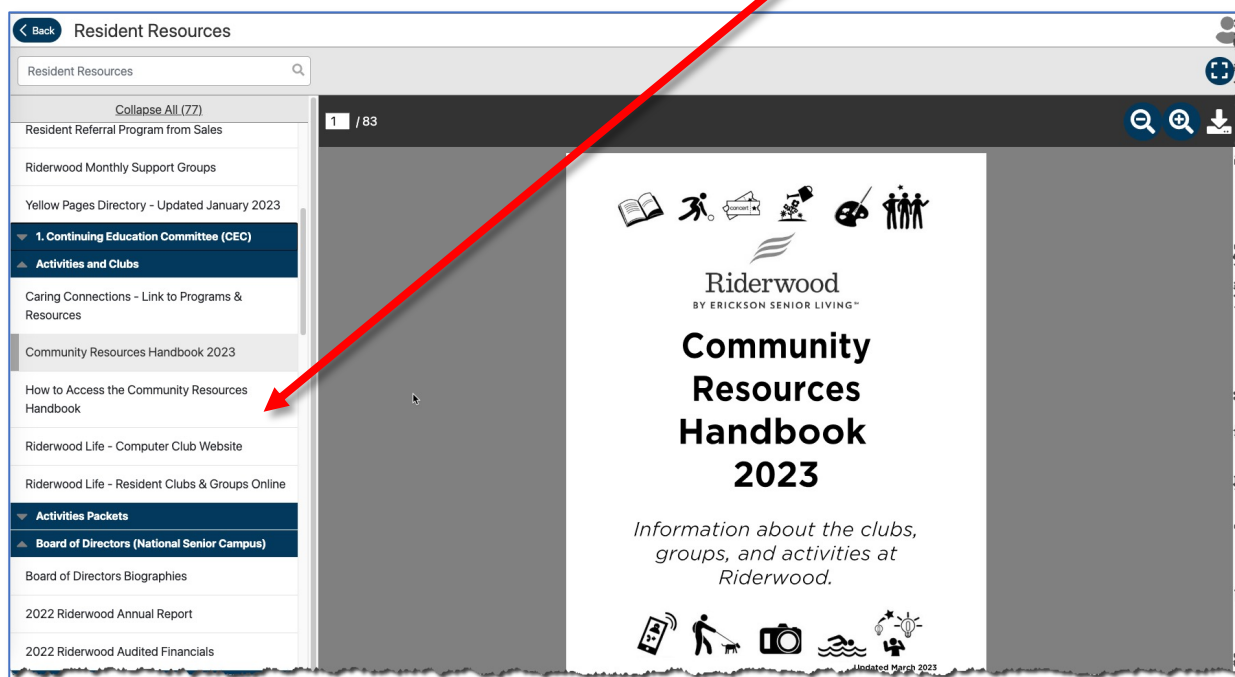 Back
Resident Resources
Resident Resources
Collapse All (77)
Resident Referral Program from Sales
Riderwood Monthly Support Groups
Yellow Pages Directory - Updated January 2023
1. Continuing Education Committee (CEC)
Activities and Clubs
Caring Connections - Link to Programs &
Resources
Community Resources Handbook 2023
How to Access the Community Resources
Handbook
Riderwood Life - Computer Club Website
Riderwood Life - Resident Clubs & Groups Online
Activities Packets
Board of Directors (National Senior Campus)
Board of Directors Biographies
2022 Riderwood Annual Report
2022 Riderwood Audited Financials
1 / 83
concert
Riderwood
BY ERICKSON SENIOR LIVING℠
Community
Resources
Handbook
2023
Information about the clubs,
groups, and activities at
Riderwood.
Updated March 2023